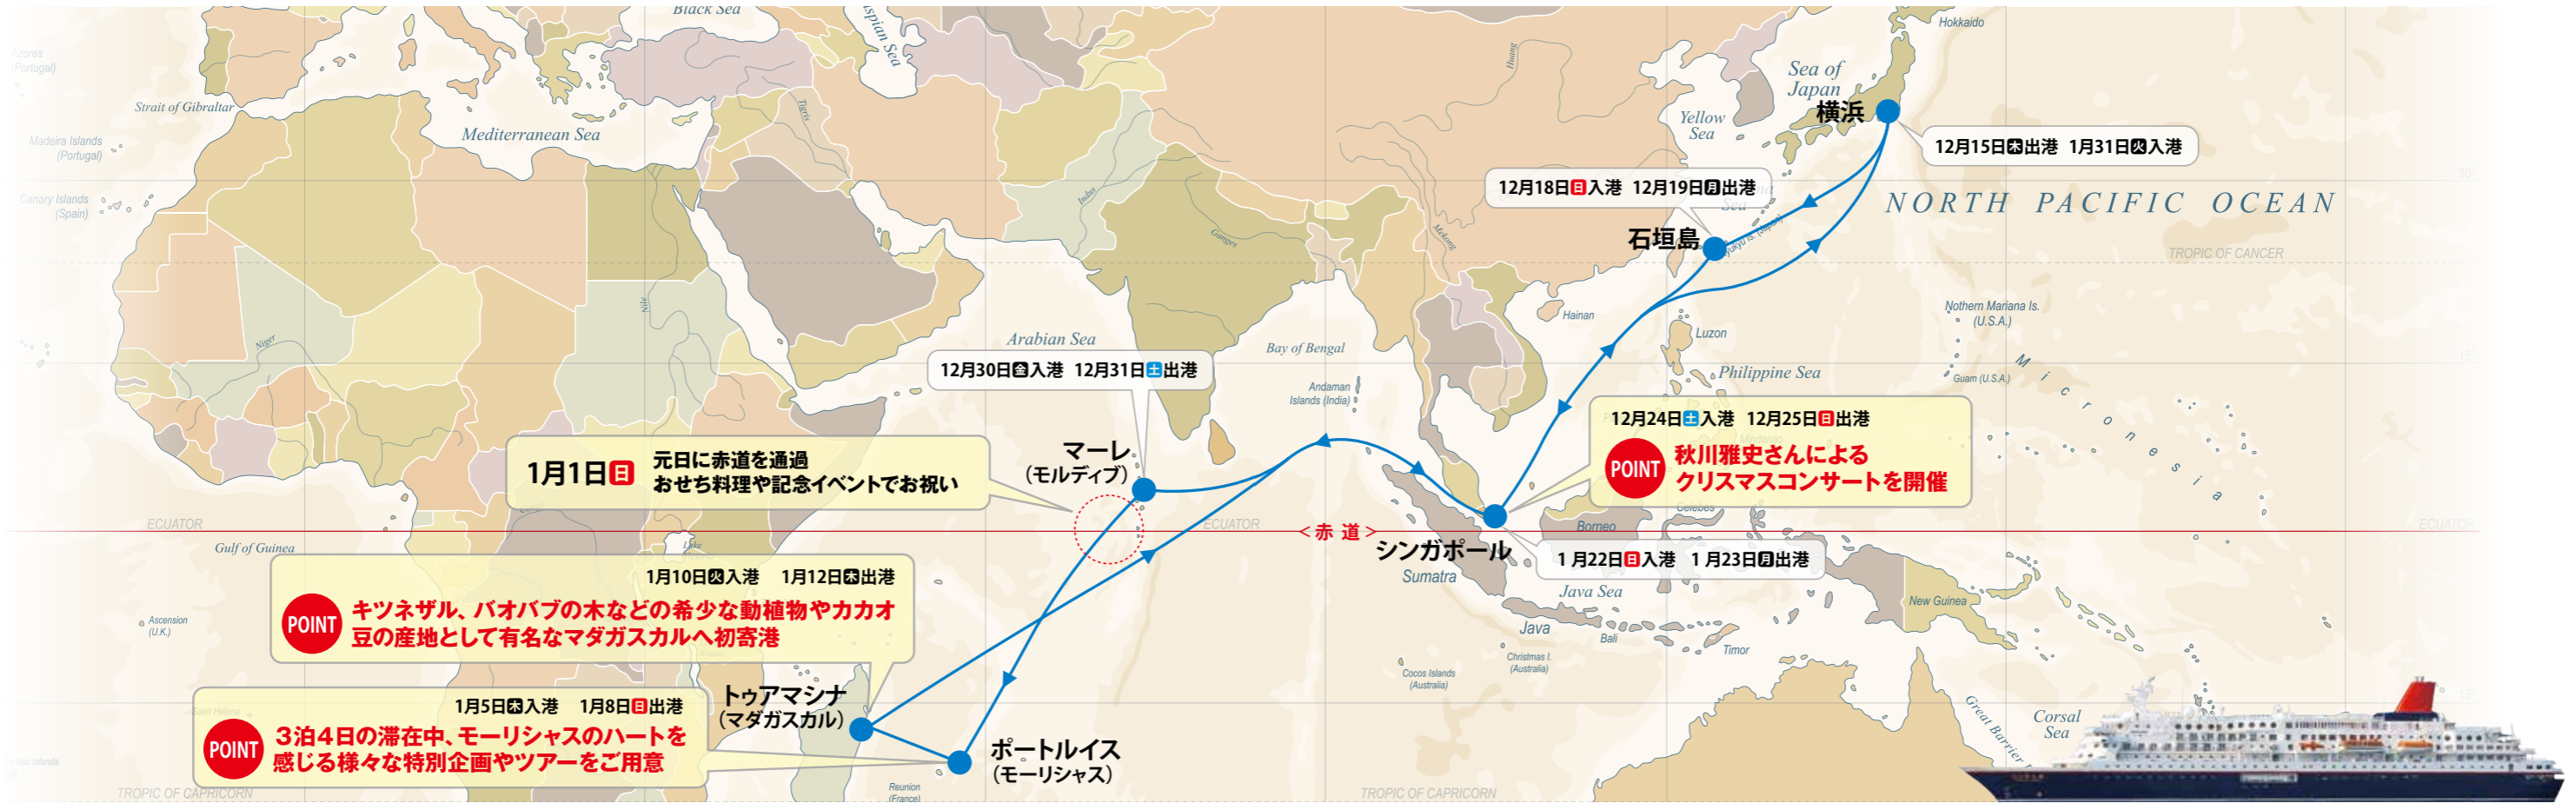 Black Sea
Caspian Sea
Hokkaido
Azores
(Portugal)
Huang
Sea of
Japan
横浜
Strait of Gibraltar
Tigris
Mediterranean Sea
Yellow
Sea
12月15日木出港 1月31日火入港
Madeira Islands
(Portugal)
12月18日日入港 12月19日月出港
30°
Canary Islands
(Spain)
Indus
Sea
NORTH PACIFIC OCEAN
Ganges
Mekong
石垣島
Ryukyu Is. (Japan)
TROPIC OF CANCER
Nile
Hainan
Nothern Mariana Is.
(U.S.A.)
Niger
Arabian Sea
Bay of Bengal
Luzon
12月30日金入港 12月31日土出港
Andaman
Islands (India)
Philippine Sea
Guam (U.S.A.)
Micronesia
15°
12月24日土入港 12月25日日出港
POINT
秋川雅史さんによる
クリスマスコンサートを開催
1月1日日
元日に赤道を通過
おせち料理や記念イベントでお祝い
マーレ
(モルディブ)
ECUATOR
ECUATOR
<赤道>
Celebes
Borneo
ECUATOR
Gulf of Guinea
Lake
シンガポール
Sumatra
1月22日日入港 1月23日月出港
1月10日火入港 1月12日木出港
POINT
キツネザル、バオバブの木などの希少な動植物やカカオ
豆の産地として有名なマダガスカルへ初寄港
Java Sea
New Guinea
Ascension
(U.K.)
Java
Bali
Timor
Christmas I.
(Australia)
Cocos Islands
(Australia)
トゥアマシナ
(マダガスカル)
1月5日木入港 1月8日日出港
POINT
3泊4日の滞在中、モーリシャスのハートを
感じる様々な特別企画やツアーをご用意
15°
Great Barrier
Corsal
Sea
ポートルイス
(モーリシャス)
Reunion
(France)
TROPIC OF CAPRICORN
TROPIC OF CAPRICORN